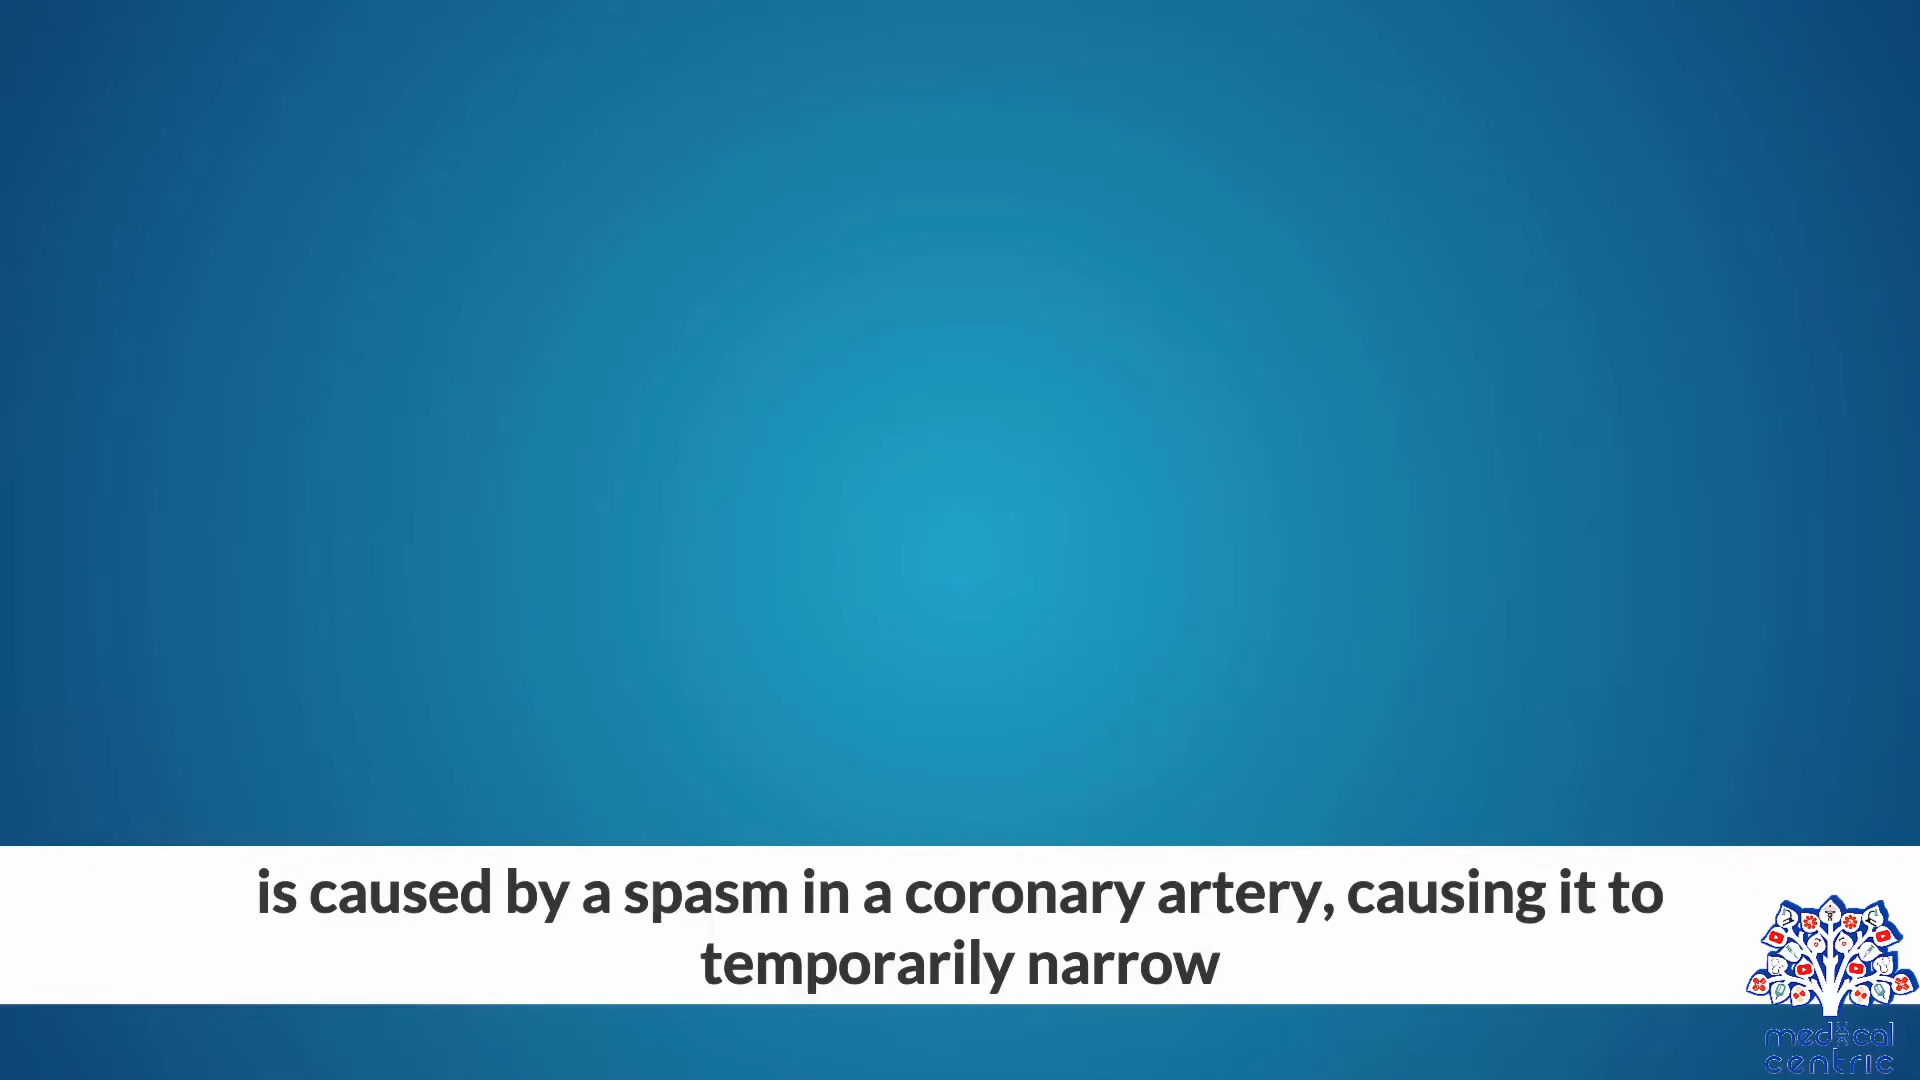 is caused by a spasm in a coronary artery, causing it to
temporarily narrow
medical
centric